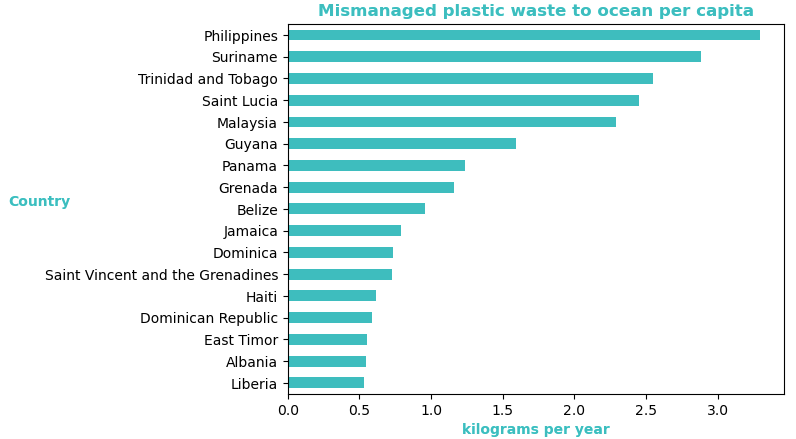 Mismanaged plastic waste to ocean per capita
Country
Philippines
Suriname
Trinidad and Tobago
Saint Lucia
Malaysia
Guyana
Panama
Grenada
Belize
Jamaica
Dominica
Saint Vincent and the Grenadines
Haiti
Dominican Republic
East Timor
Albania
Liberia
0.0 0.5 1.0 1.5 2.0 2.5 3.0
kilograms per year